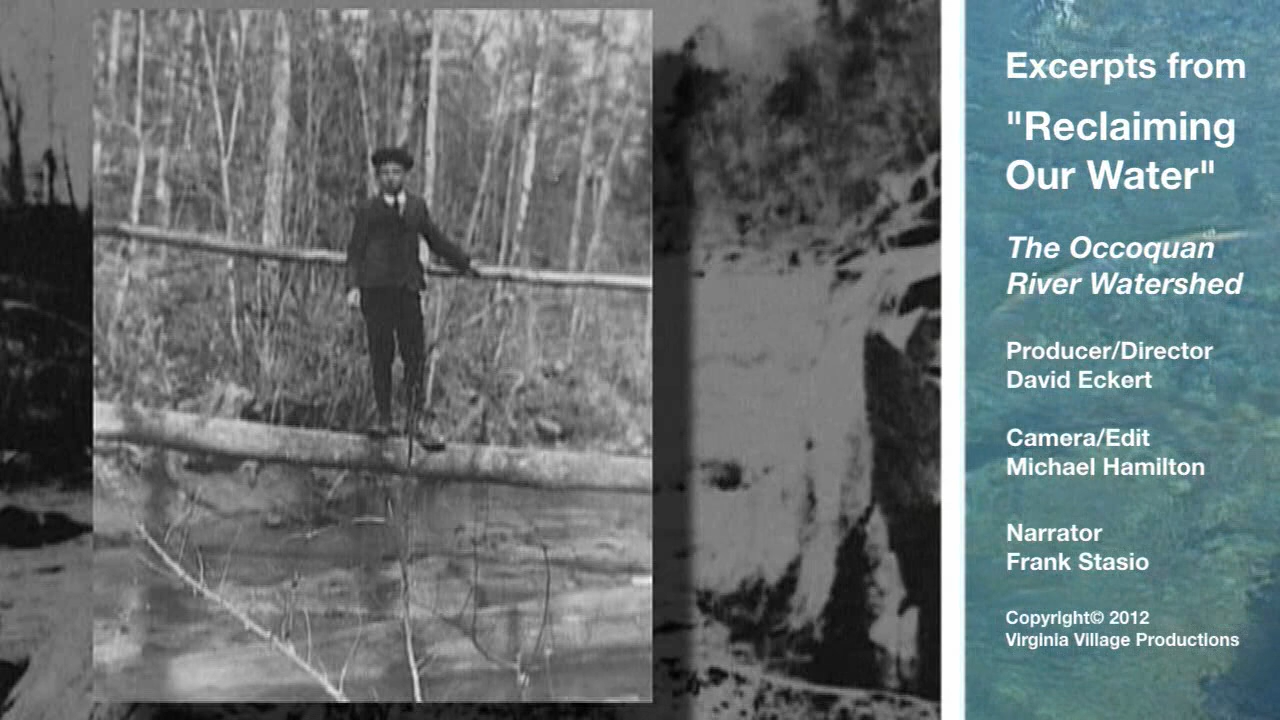 Excerpts from
"Reclaiming
Our Water"
The Occoquan
River Watershed
Producer/Director
David Eckert
Camera/Edit
Michael Hamilton
Narrator
Frank Stasio
Copyright© 2012
Virginia Village Productions